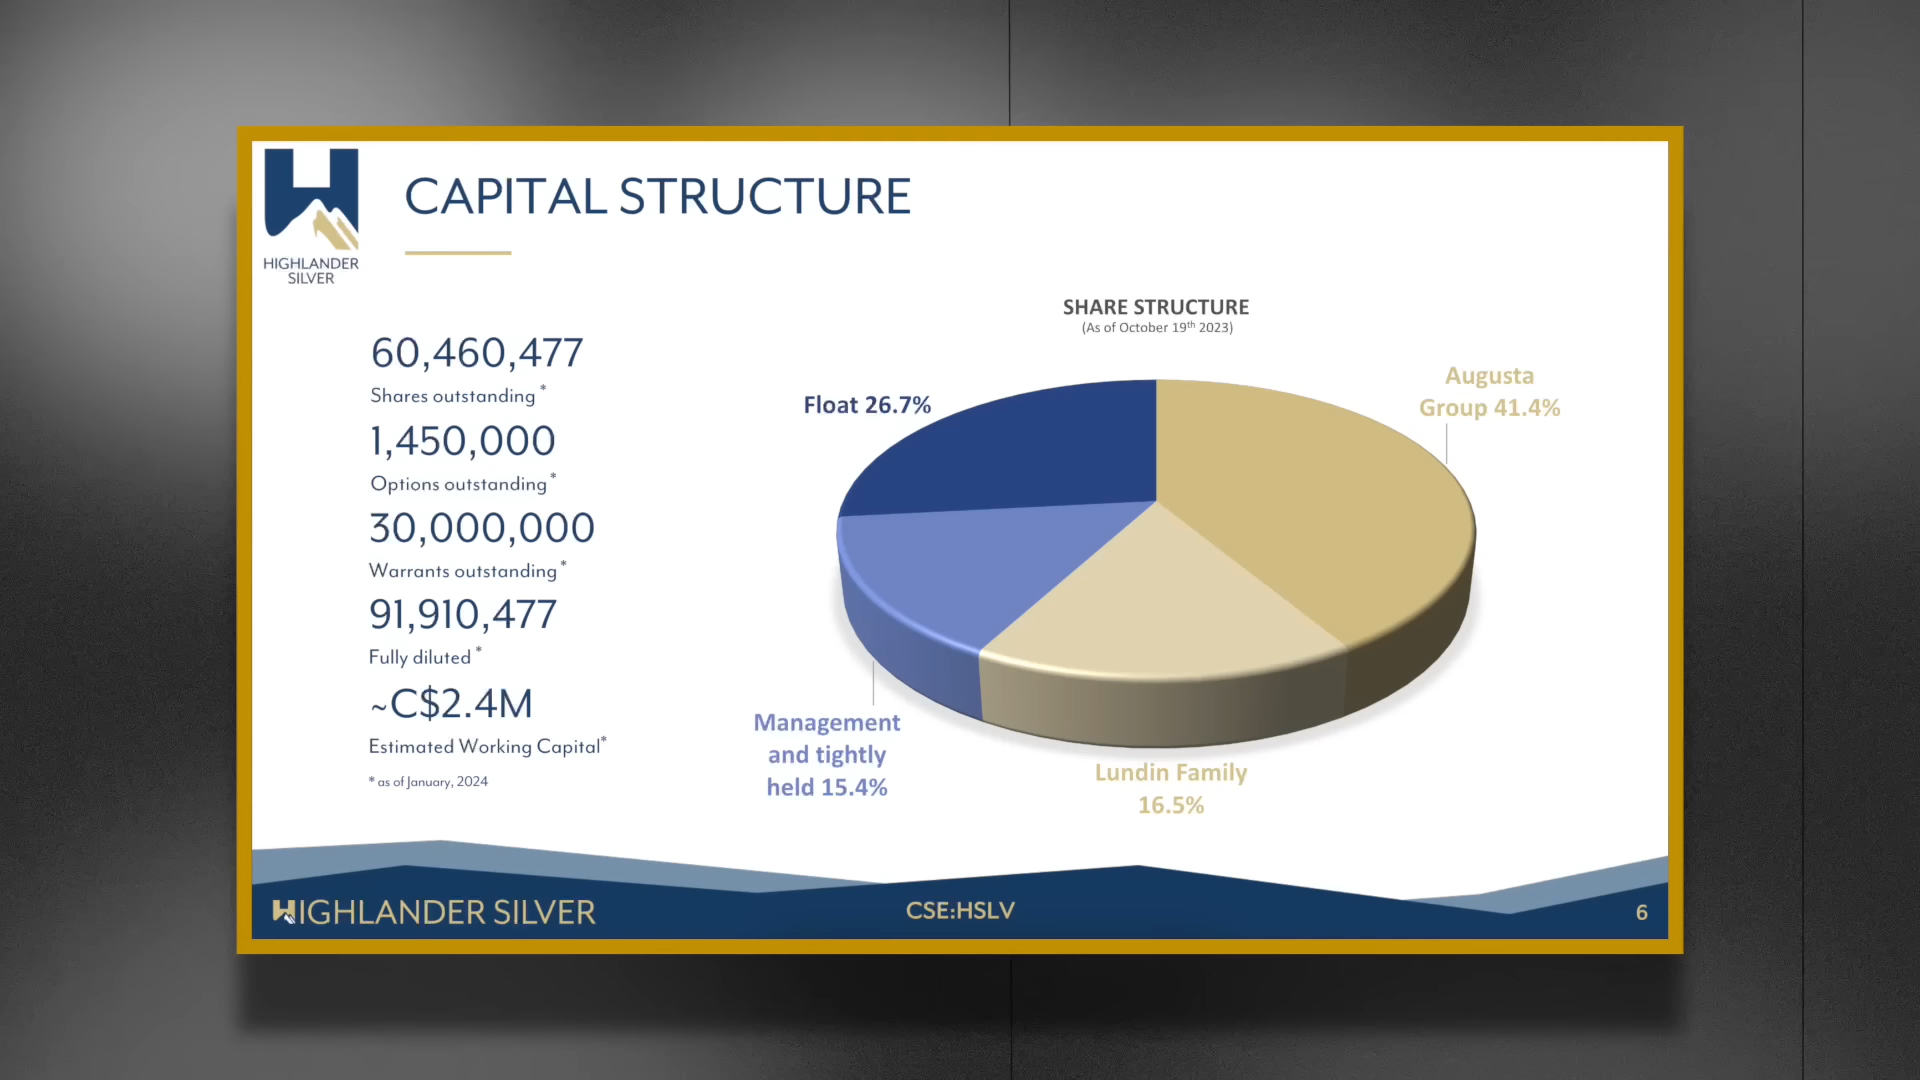 HIGHLANDER
SILVER
CAPITAL STRUCTURE
60,460,477
Shares outstanding *
1,450,000
Options outstanding *
30,000,000
Warrants outstanding *
91,910,477
Fully diluted *
~C$2.4M
Estimated Working Capital*
* as of January, 2024
SHARE STRUCTURE
(As of October 19th 2023)
Float 26.7%
Augusta
Group 41.4%
Management
and tightly
held 15.4%
Lundin Family
16.5%
HIGHLANDER SILVER
CSE:HSLV
6